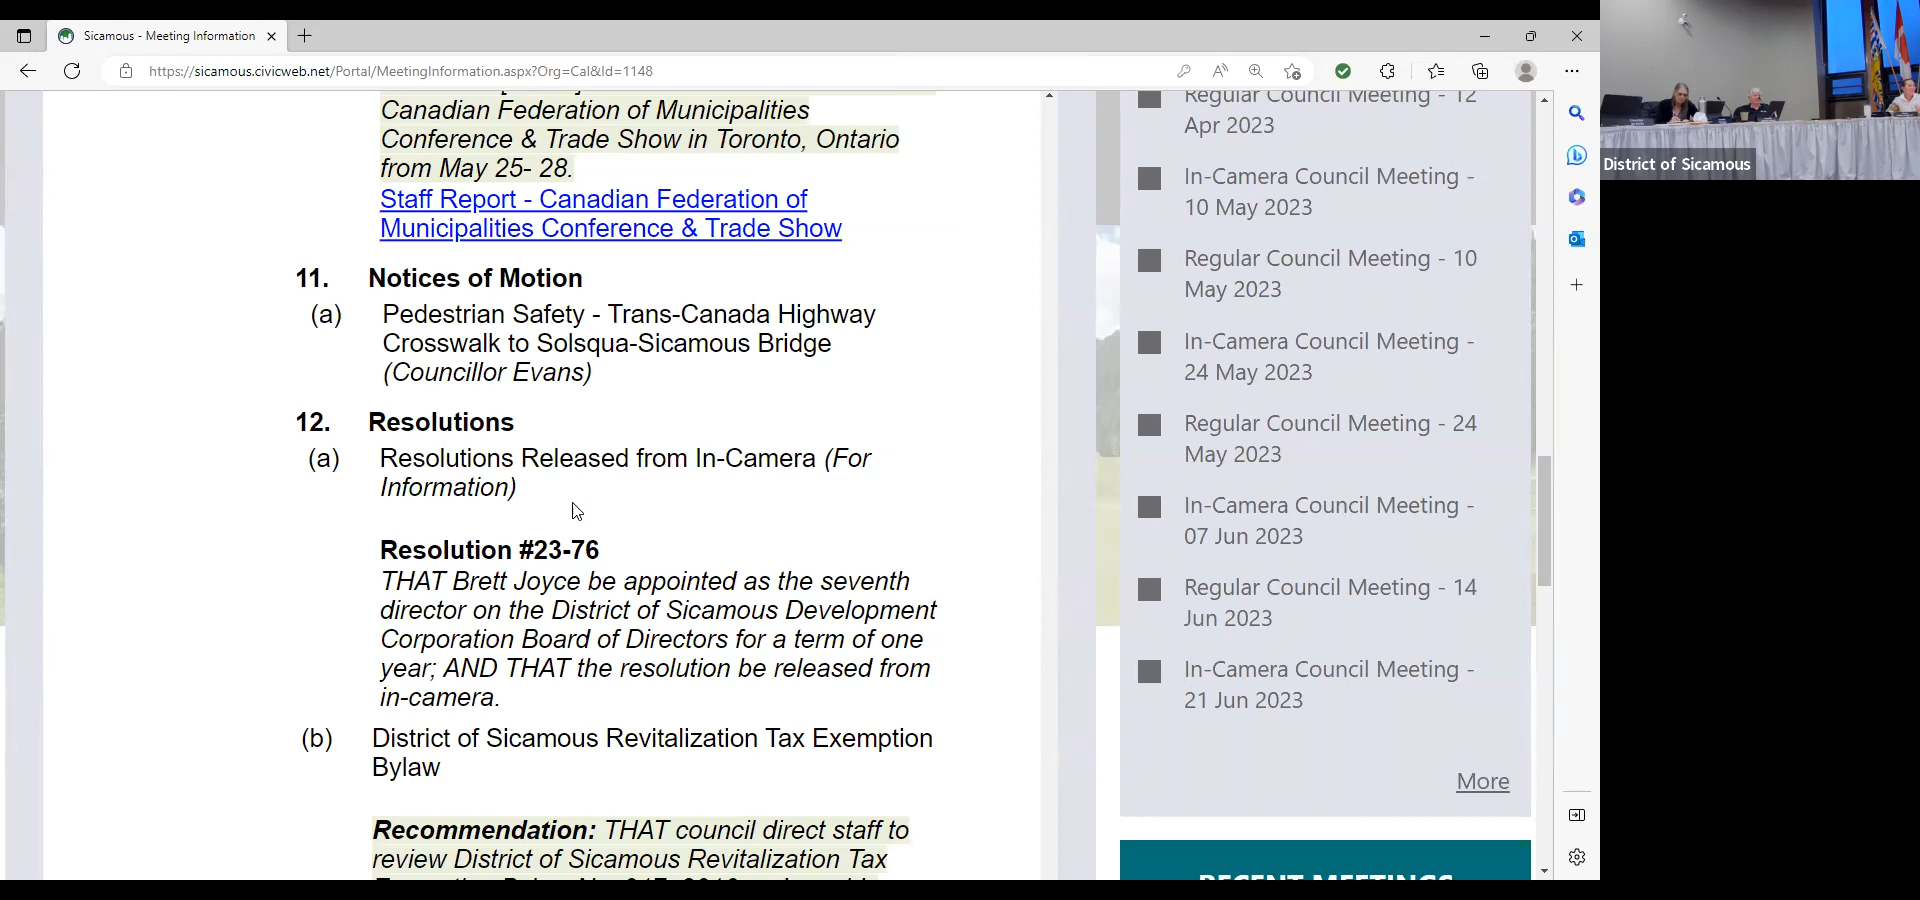 Sicamous - Meeting Information
https://sicamous.civicweb.net/Portal/MeetingInformation.aspx?Org=Cal&Id=1148
Canadian Federation of Municipalities
Conference & Trade Show in Toronto, Ontario
from May 25- 28.
Staff Report - Canadian Federation of
Municipalities Conference & Trade Show
11. Notices of Motion
(a) Pedestrian Safety - Trans-Canada Highway
Crosswalk to Solsqua-Sicamous Bridge
(Councillor Evans)
12. Resolutions
(a) Resolutions Released from In-Camera (For
Information)
Resolution #23-76
THAT Brett Joyce be appointed as the seventh
director on the District of Sicamous Development
Corporation Board of Directors for a term of one
year; AND THAT the resolution be released from
in-camera.
(b) District of Sicamous Revitalization Tax Exemption
Bylaw
Recommendation: THAT council direct staff to
review District of Sicamous Revitalization Tax
Regular Council Meeting - 12
Apr 2023
In-Camera Council Meeting -
10 May 2023
Regular Council Meeting - 10
May 2023
In-Camera Council Meeting -
24 May 2023
Regular Council Meeting - 24
May 2023
In-Camera Council Meeting -
07 Jun 2023
Regular Council Meeting - 14
Jun 2023
In-Camera Council Meeting -
21 Jun 2023
More
RECENT MEETINGS
District of Sicamous